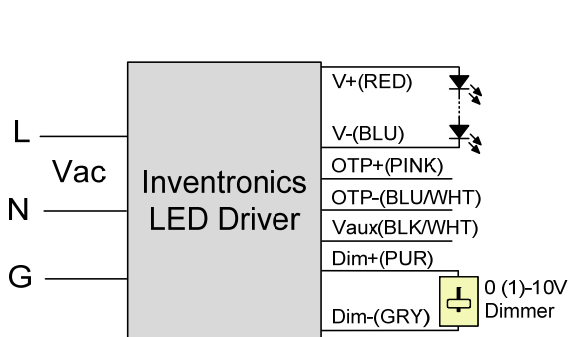 L
Vac
N
G
Inventronics
LED Driver
V+(RED)
V-(BLU)
OTP+(PINK)
OTP-(BLU/WHT)
Vaux(BLK/WHT)
Dim+(PUR)
Dim-(GRY)
0 (1)-10V
Dimmer